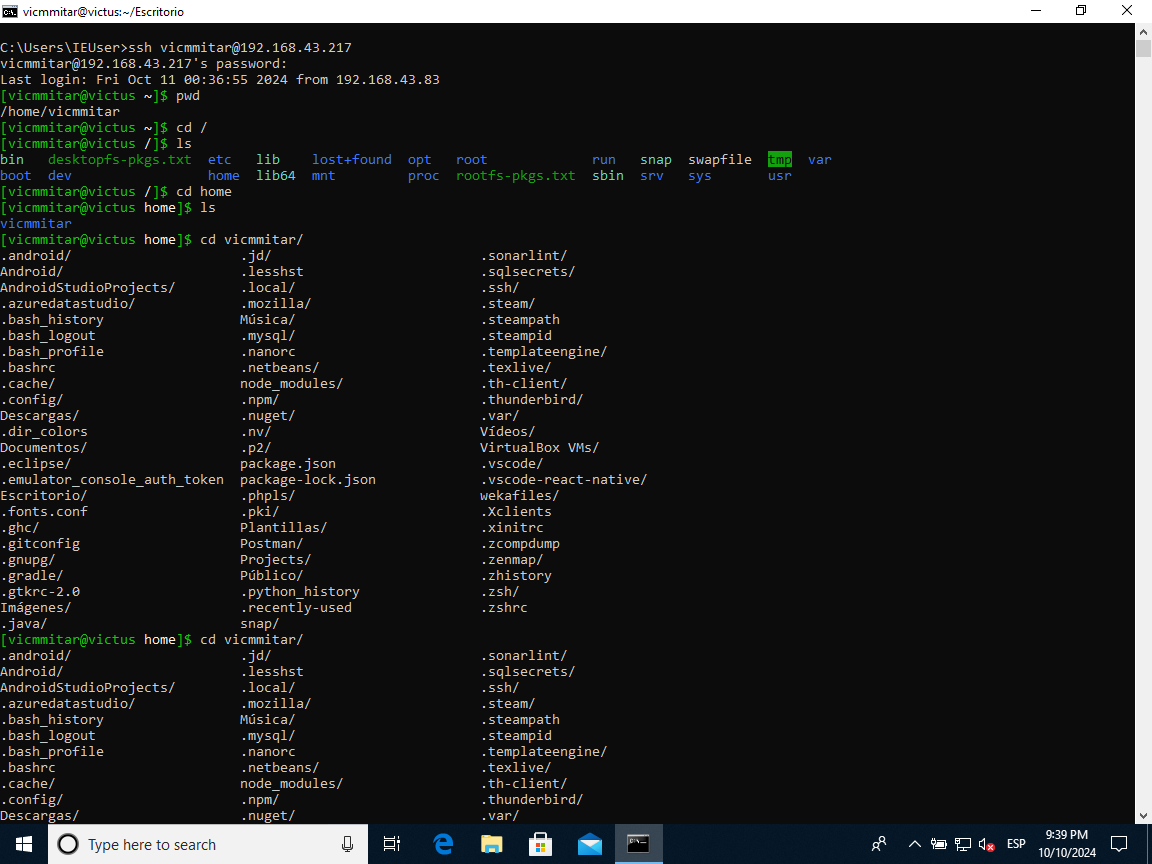 vicmmitar@victus:~/Escritorio
C:\Users\IEUser>ssh vicmmitar@192.168.43.217
vicmmitar@192.168.43.217's password:
Last login: Fri Oct 11 00:36:55 2024 from 192.168.43.83
[vicmmitar@victus ~]$ pwd
/home/vicmmitar
[vicmmitar@victus ~]$ cd /
[vicmmitar@victus /]$ ls
bin   desktopfs-pkgs.txt  etc   lib    lost+found  opt   root             run   snap  swapfile  tmp  var
boot  dev                 home  lib64  mnt         proc  rootfs-pkgs.txt  sbin  srv   sys       usr
[vicmmitar@victus /]$ cd home
[vicmmitar@victus home]$ ls
vicmmitar
[vicmmitar@victus home]$ cd vicmmitar/
.android/                     .jd/                          .sonarlint/
Android/                      .lesshst                      .sqlsecrets/
AndroidStudioProjects/        .local/                       .ssh/
.azuredatastudio/             .mozilla/                     .steam/
.bash_history                 Música/                       .steampath
.bash_logout                  .mysql/                       .steampid
.bash_profile                 .nanorc                       .templateengine/
.bashrc                       .netbeans/                    .texlive/
.cache/                       node_modules/                 .th-client/
.config/                      .npm/                         .thunderbird/
Descargas/                    .nuget/                       .var/
.dir_colors                   .nv/                          Vídeos/
Documentos/                   .p2/                          VirtualBox VMs/
.eclipse/                     package.json                  .vscode/
.emulator_console_auth_token  package-lock.json             .vscode-react-native/
Escritorio/                   .phpls/                       wekafiles/
.fonts.conf                   .pki/                         .Xclients
.ghc/                         Plantillas/                   .xinitrc
.gitconfig                    Postman/                      .zcompdump
.gnupg/                       Projects/                     .zenmap/
.gradle/                      Público/                      .zhistory
.gtkrc-2.0                    .python_history               .zsh/
Imágenes/                     .recently-used                .zshrc
.java/                        snap/
[vicmmitar@victus home]$ cd vicmmitar/
.android/                     .jd/                          .sonarlint/
Android/                      .lesshst                      .sqlsecrets/
AndroidStudioProjects/        .local/                       .ssh/
.azuredatastudio/             .mozilla/                     .steam/
.bash_history                 Música/                       .steampath
.bash_logout                  .mysql/                       .steampid
.bash_profile                 .nanorc                       .templateengine/
.bashrc                       .netbeans/                    .texlive/
.cache/                       node_modules/                 .th-client/
.config/                      .npm/                         .thunderbird/
Descargas/                    .nuget/                       .var/
Type here to search
ESP
9:39 PM
10/10/2024